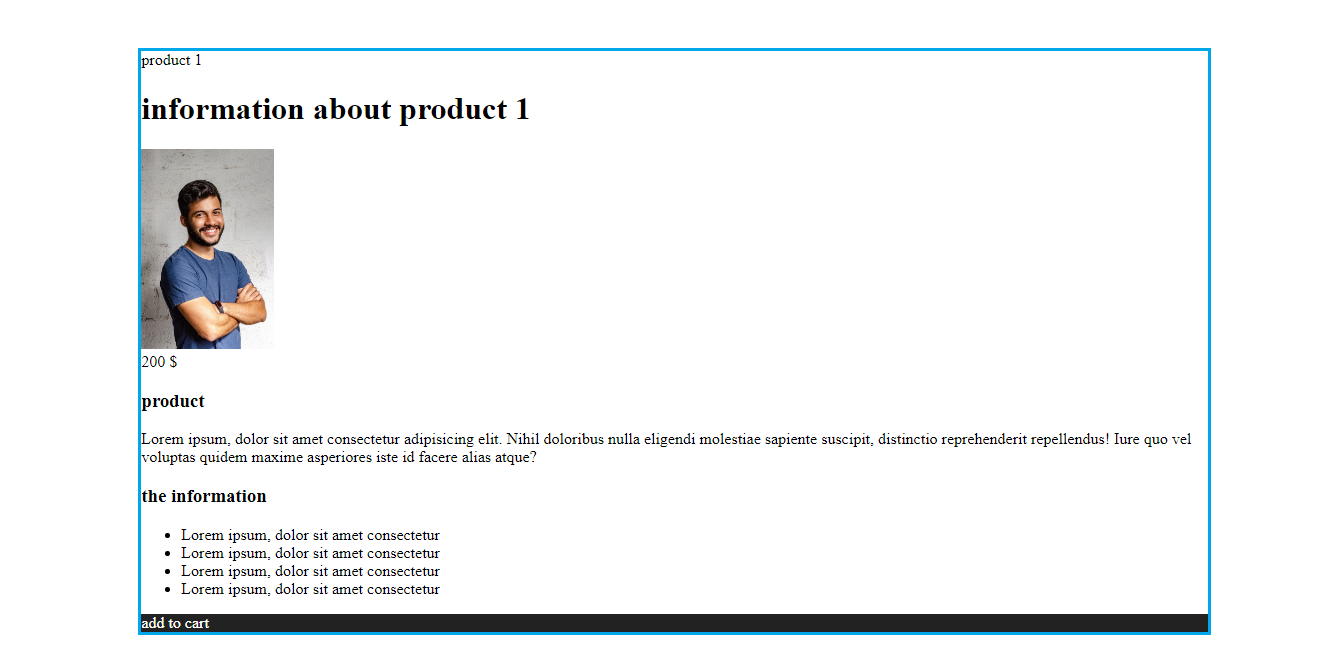 product 1
information about product 1
200 $
product
Lorem ipsum, dolor sit amet consectetur adipisicing elit. Nihil doloribus nulla eligendi molestiae sapiente suscipit, distinctio reprehenderit repellendus! Iure quo vel
voluptas quidem maxime asperiores iste id facere alias atque?
the information
• Lorem ipsum, dolor sit amet consectetur
• Lorem ipsum, dolor sit amet consectetur
• Lorem ipsum, dolor sit amet consectetur
• Lorem ipsum, dolor sit amet consectetur
add to cart